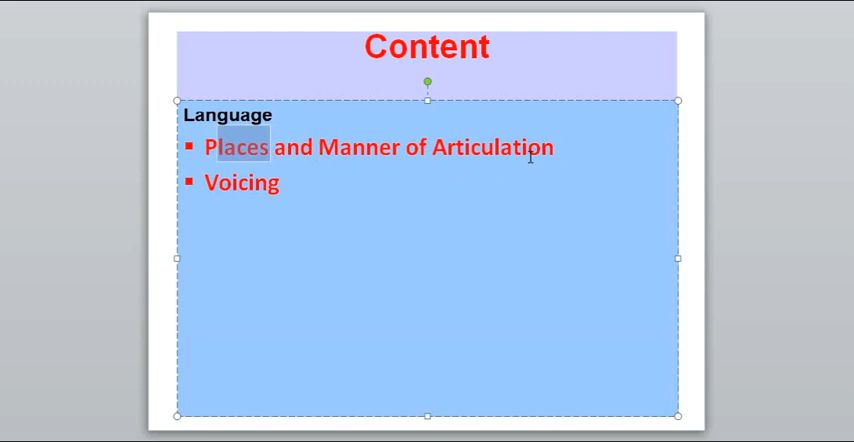 Content
Language
▪ Places and Manner of Articulation
▪ Voicing